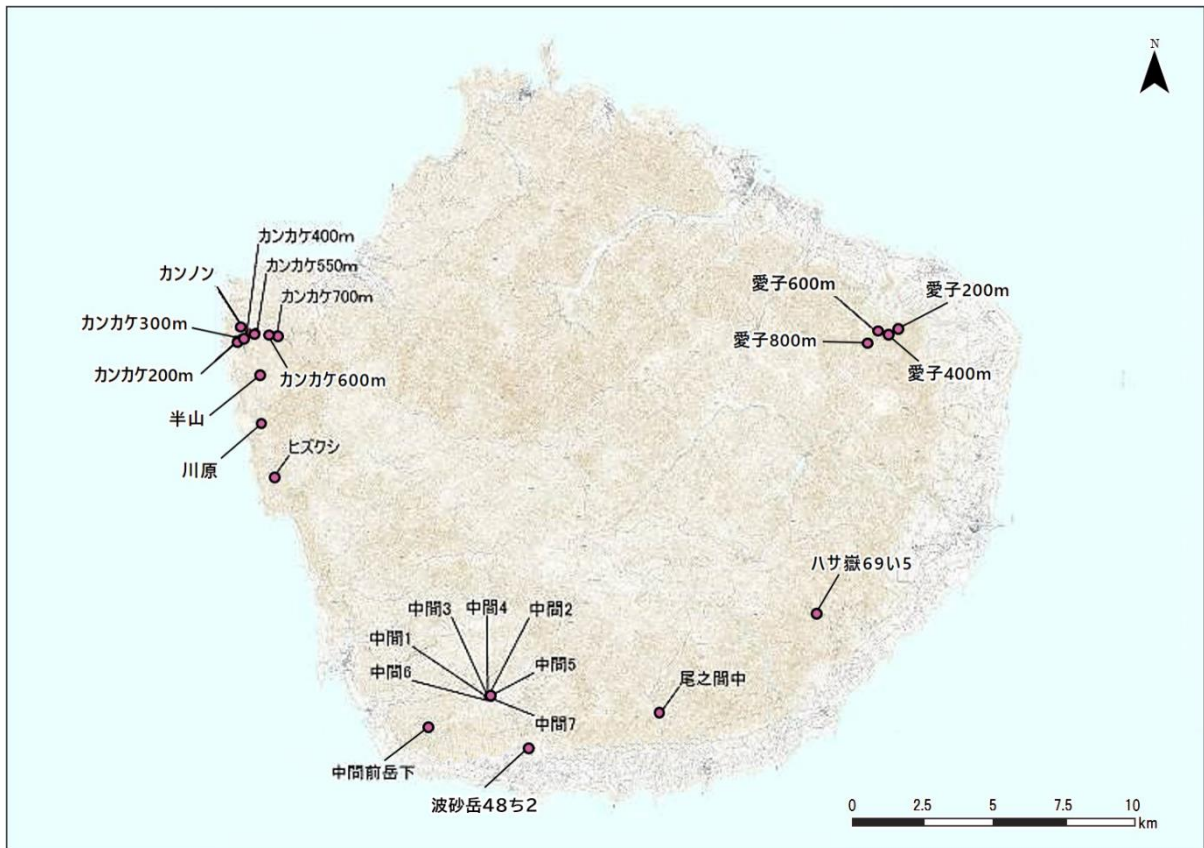 N
カンカケ400m
カンノン
カンカケ550m
カンカケ700m
カンカケ300m
カンカケ200m
カンカケ600m
半山
川原
ヒズクシ
愛子600m
愛子200m
愛子800m
愛子400m
ハサ嶽69い5
中間3
中間4
中間2
中間1
中間6
中間5
中間7
尾之間中
中間前岳下
波砂岳48ち2
0 2.5 5 7.5 10
km